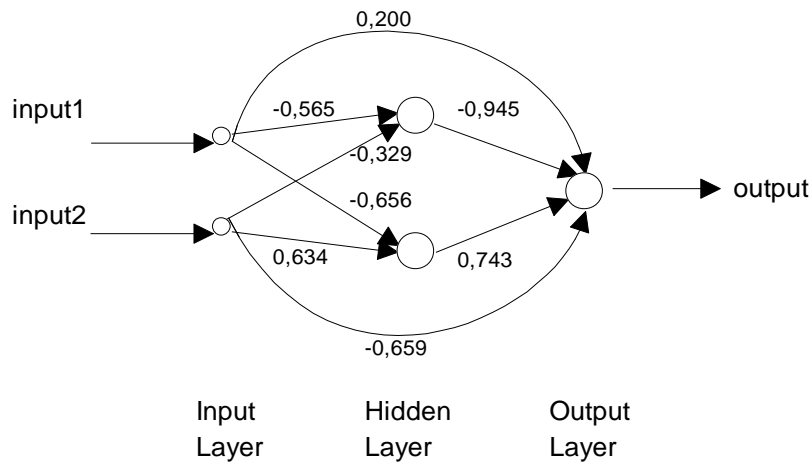 0,200
input1
-0,565
-0,945
-0,329
-0,656
output
input2
0,634
0,743
-0,659
Input
Layer
Hidden
Layer
Output
Layer